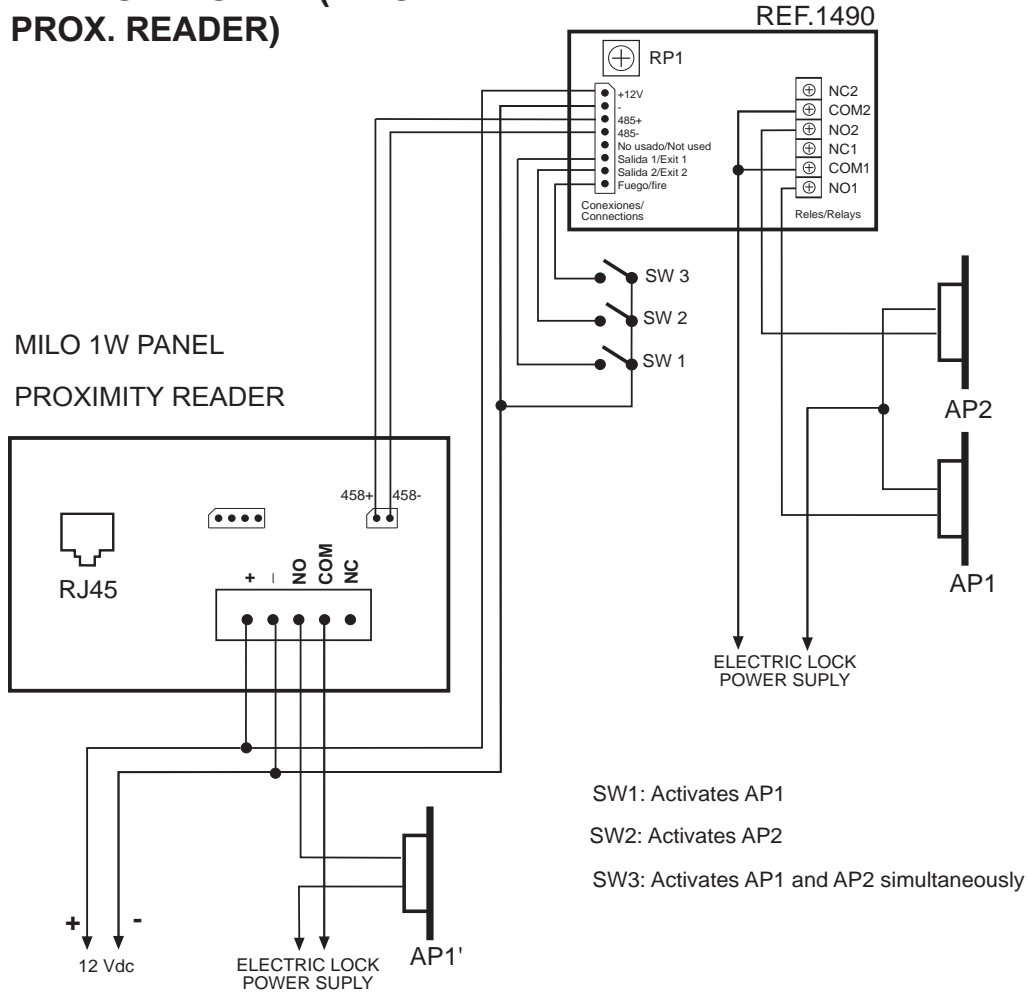 PROX. READER)
REF.1490
RP1
+12V
-
485+
485-
No usado/Not used
Salida 1/Exit 1
Salida 2/Exit 2
Fuego/fire
Conexiones/
Connections
NC2
COM2
NO2
NC1
COM1
NO1
Reles/Relays
SW 3
SW 2
SW 1
AP2
AP1
ELECTRIC LOCK
POWER SUPLY
MILO 1W PANEL
PROXIMITY READER
458+ 458-
RJ45
+ – NO COM NC
SW1: Activates AP1
SW2: Activates AP2
SW3: Activates AP1 and AP2 simultaneously
+ -
12 Vdc
ELECTRIC LOCK
POWER SUPLY
AP1'